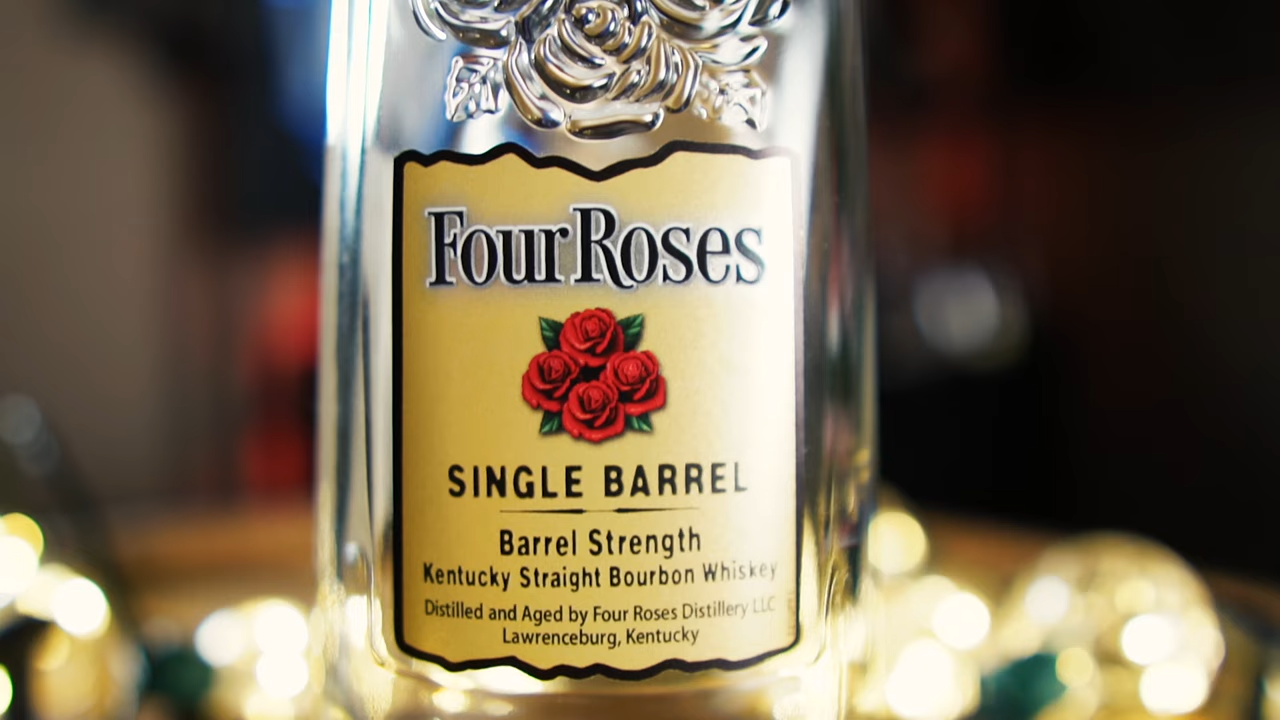 Four Roses
SINGLE BARREL
Barrel Strength
Kentucky Straight Bourbon Whiskey
Distilled and Aged by Four Roses Distillery LLC
Lawrenceburg, Kentucky